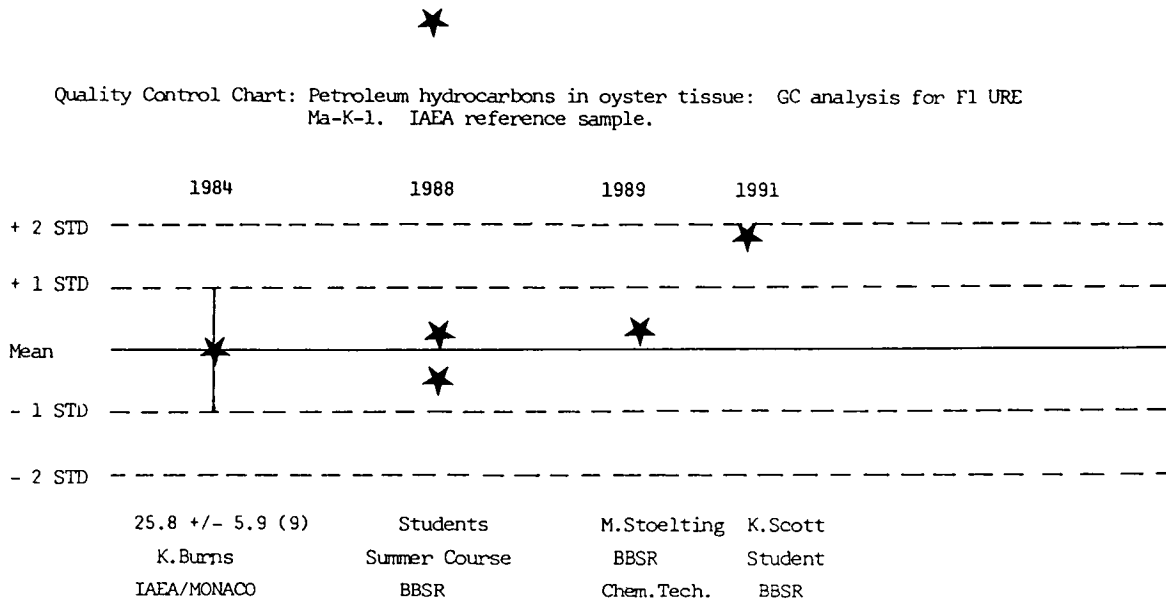 Quality Control Chart: Petroleum hydrocarbons in oyster tissue: GC analysis for F1 URE
Ma-K-1. IAEA reference sample.
1984 1988 1989 1991
+ 2 STD
+ 1 STD
Mean
- 1 STD
- 2 STD
25.8 +/- 5.9 (9) Students M.Stoelting K.Scott
K.Burns Summer Course BBSR Student
IAEA/MONACO BBSR Chem.Tech. BBSR